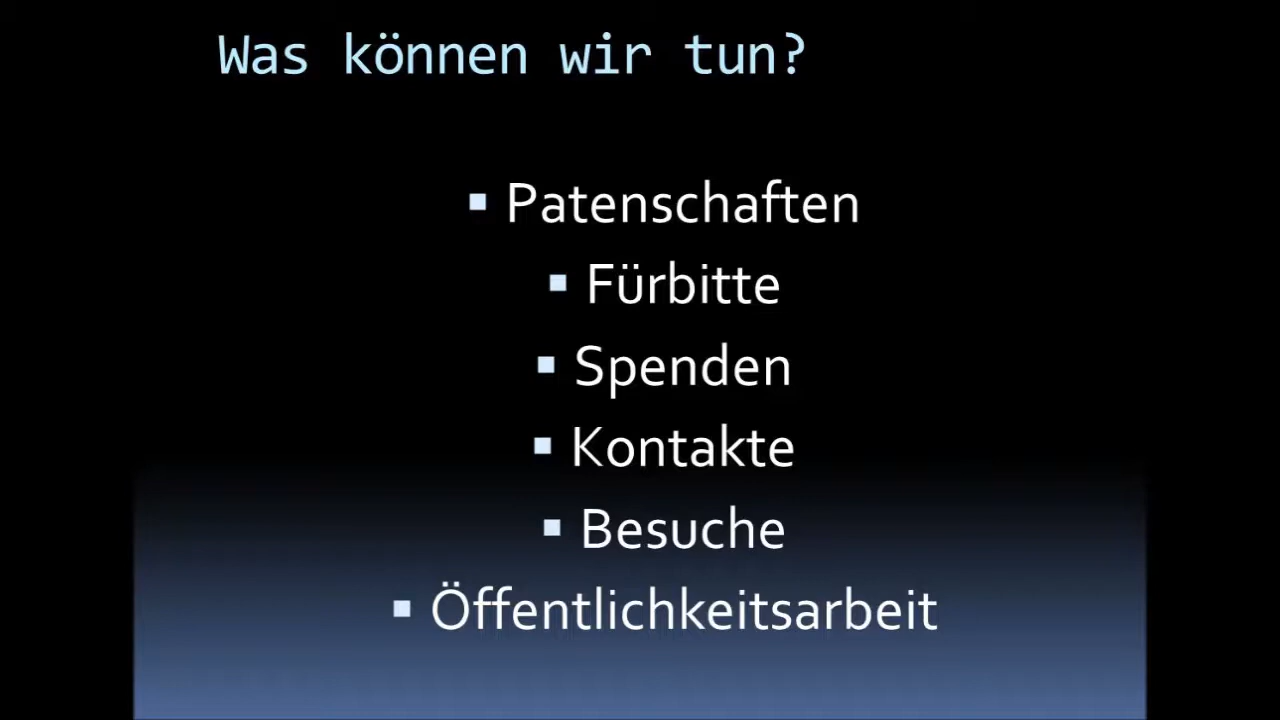 Was können wir tun?
▪ Patenschaften
▪ Fürbitte
▪ Spenden
▪ Kontakte
▪ Besuche
▪ Öffentlichkeitsarbeit